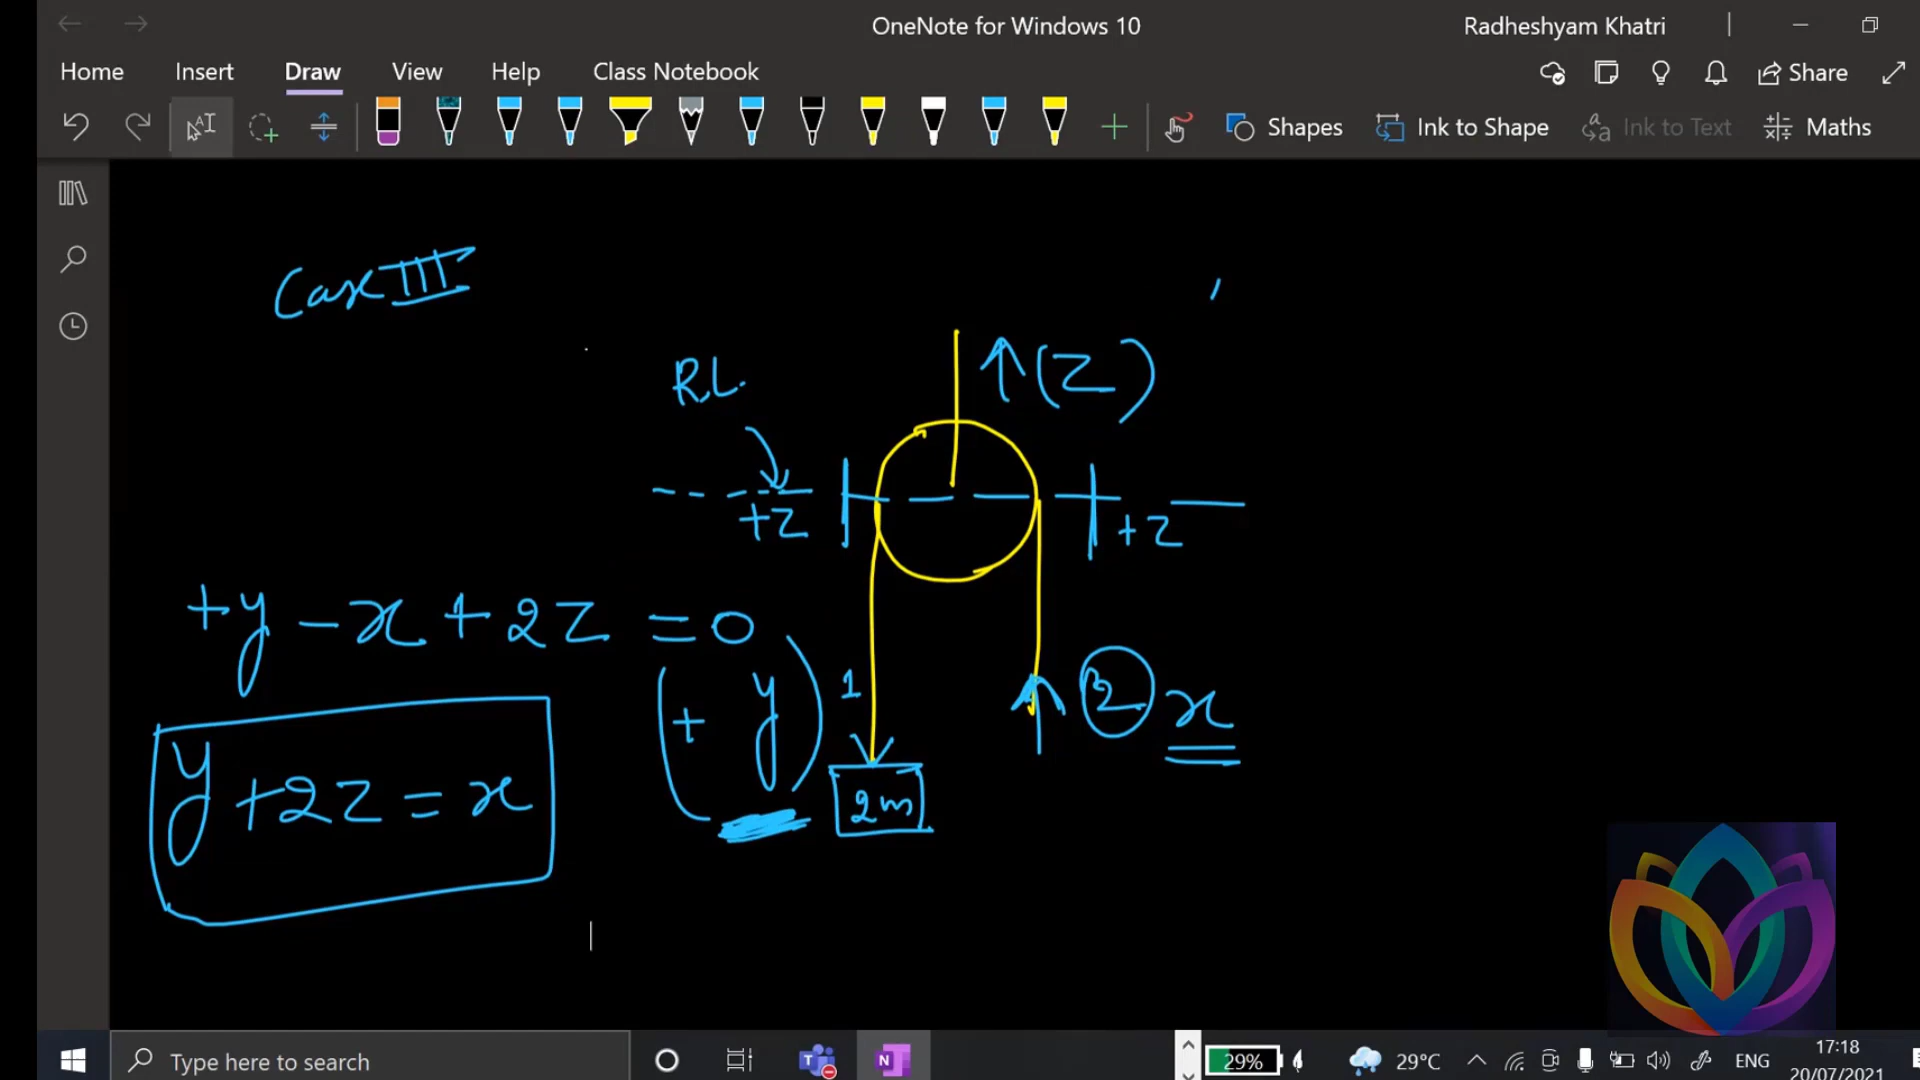 OneNote for Windows 10
Radheshyam Khatri
Home Insert Draw View Help Class Notebook
Share
Shapes Ink to Shape Ink to Text Maths
Case III
R.L.
↑(Z)
+Z
+Z
+y - x + 2Z = 0
(+ y)
1
↑ 2 x
2m
y + 2Z = x
Type here to search
29%
29°C
ENG
17:18
20/07/2021